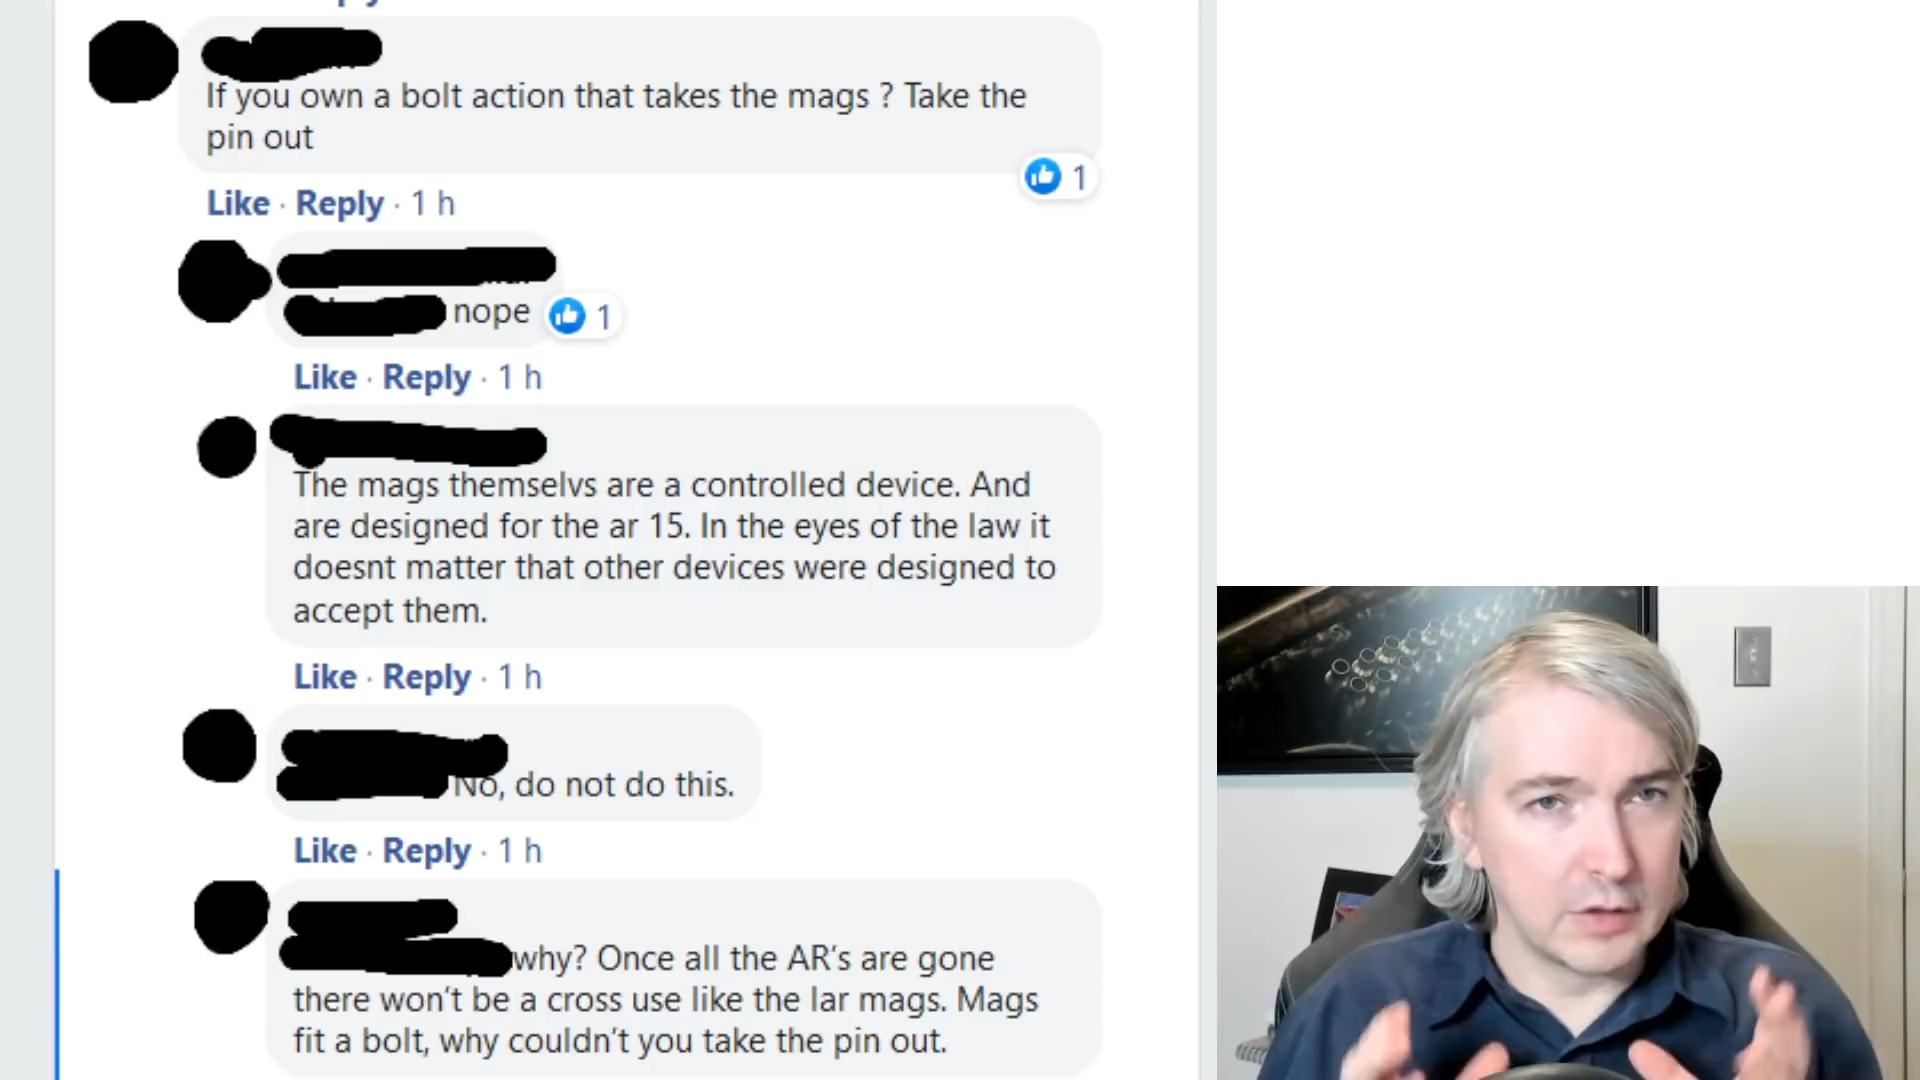 If you own a bolt action that takes the mags ? Take the
pin out
1
Like · Reply · 1 h
nope 1
Like · Reply · 1 h
The mags themselvs are a controlled device. And
are designed for the ar 15. In the eyes of the law it
doesnt matter that other devices were designed to
accept them.
Like · Reply · 1 h
No, do not do this.
Like · Reply · 1 h
why? Once all the AR's are gone
there won't be a cross use like the lar mags. Mags
fit a bolt, why couldn't you take the pin out.